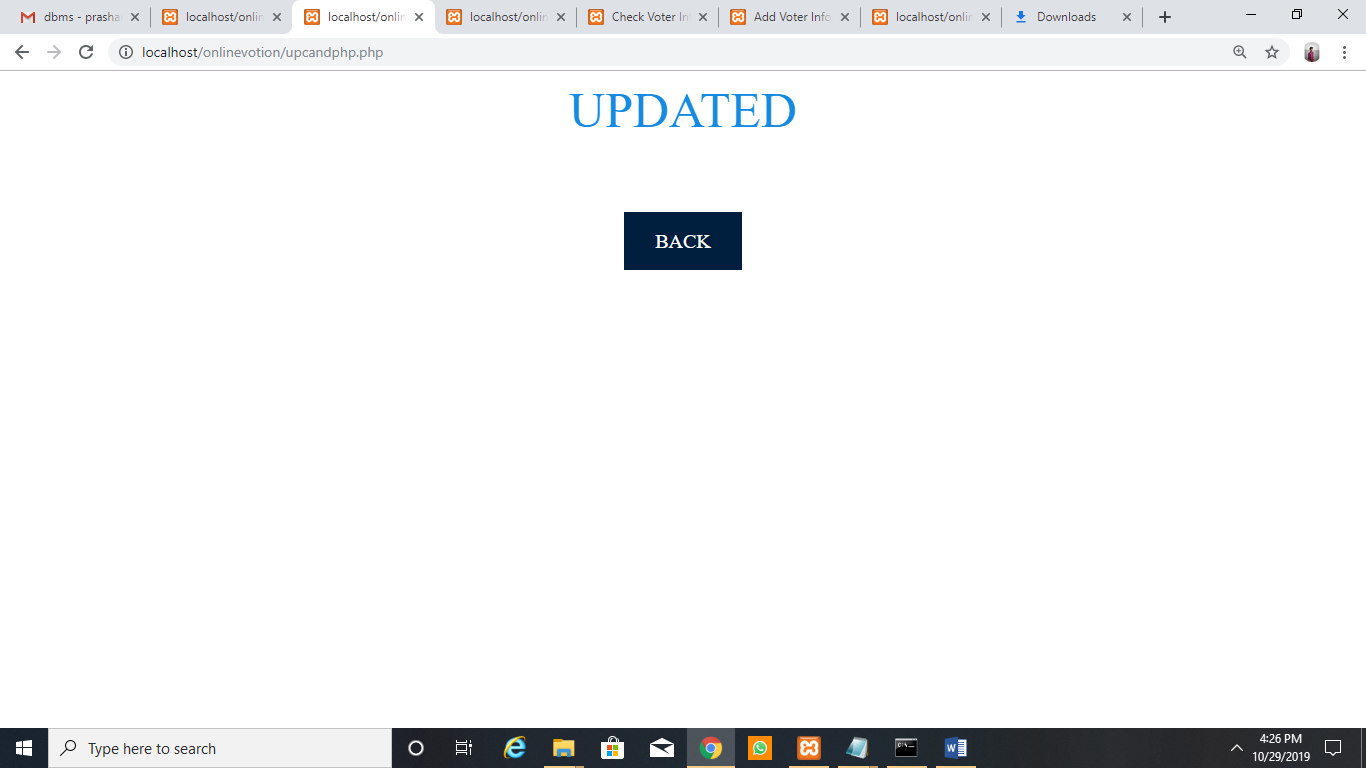 dbms - prasha
localhost/onlin
localhost/onlin
localhost/onlin
Check Voter In
Add Voter Info
localhost/onlin
Downloads
localhost/onlinevotion/upcandphp.php
UPDATED
BACK
Type here to search
4:26 PM
10/29/2019